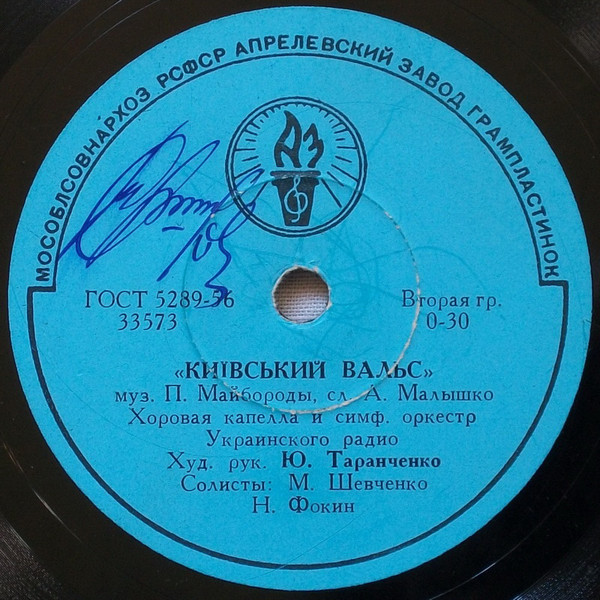 МОСОБЛСОВНАРХОЗ РСФСР АПРЕЛЕВСКИЙ ЗАВОД ГРАМПЛАСТИНОК
АЗ
ГОСТ 5289-56
33573
Вторая гр.
0-30
«КИЇВСЬКИЙ ВАЛЬС»
муз. П. Майбороды, сл. А. Малышко
Хоровая капелла и симф. оркестр
Украинского радио
Худ. рук. Ю. Таранченко
Солисты: М. Шевченко
Н. Фокин